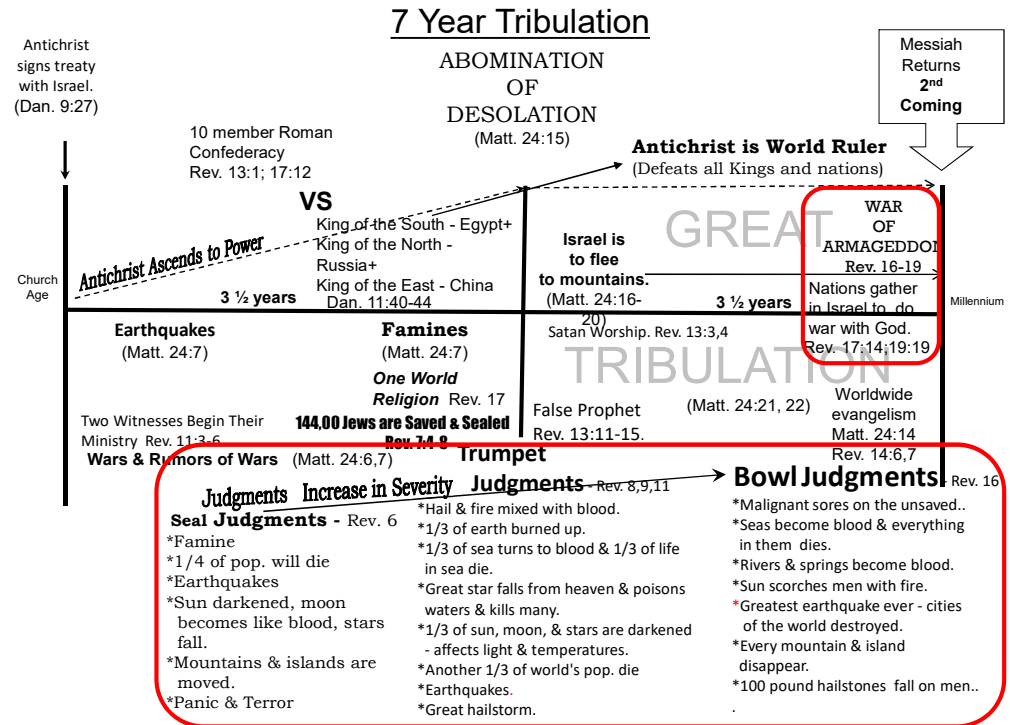 7 Year Tribulation
Antichrist
signs treaty
with Israel.
(Dan. 9:27)
ABOMINATION
OF
DESOLATION
(Matt. 24:15)
Messiah
Returns
2nd
Coming
10 member Roman
Confederacy
Rev. 13:1; 17:12
Antichrist is World Ruler
(Defeats all Kings and nations)
VS
King of the South - Egypt+
King of the North -
Russia+
King of the East - China
Dan. 11:40-44
Antichrist Ascends to Power
Church
Age
3 ½ years
Israel is
to flee
to mountains.
(Matt. 24:16-
20)
GREAT
3 ½ years
WAR
OF
ARMAGEDDON
Rev. 16-19
Nations gather
in Israel to do
war with God.
Rev. 17:14;19:19
Millennium
Earthquakes
(Matt. 24:7)
Famines
(Matt. 24:7)
One World
Religion Rev. 17
Satan Worship. Rev. 13:3,4
TRIBULATION
Two Witnesses Begin Their
Ministry Rev. 11:3-6
144,00 Jews are Saved & Sealed
Rev. 7:4-8
Wars & Rumors of Wars (Matt. 24:6,7)
False Prophet
Rev. 13:11-15.
(Matt. 24:21, 22)
Worldwide
evangelism
Matt. 24:14
Rev. 14:6,7
Judgments Increase in Severity
Seal Judgments - Rev. 6
*Famine
*1/4 of pop. will die
*Earthquakes
*Sun darkened, moon
becomes like blood, stars
fall.
*Mountains & islands are
moved.
*Panic & Terror
Trumpet
Judgments - Rev. 8,9,11
*Hail & fire mixed with blood.
*1/3 of earth burned up.
*1/3 of sea turns to blood & 1/3 of life
in sea die.
*Great star falls from heaven & poisons
waters & kills many.
*1/3 of sun, moon, & stars are darkened
- affects light & temperatures.
*Another 1/3 of world's pop. die
*Earthquakes.
*Great hailstorm.
Bowl Judgments - Rev. 16
*Malignant sores on the unsaved..
*Seas become blood & everything
in them dies.
*Rivers & springs become blood.
*Sun scorches men with fire.
*Greatest earthquake ever - cities
of the world destroyed.
*Every mountain & island
disappear.
*100 pound hailstones fall on men..
.